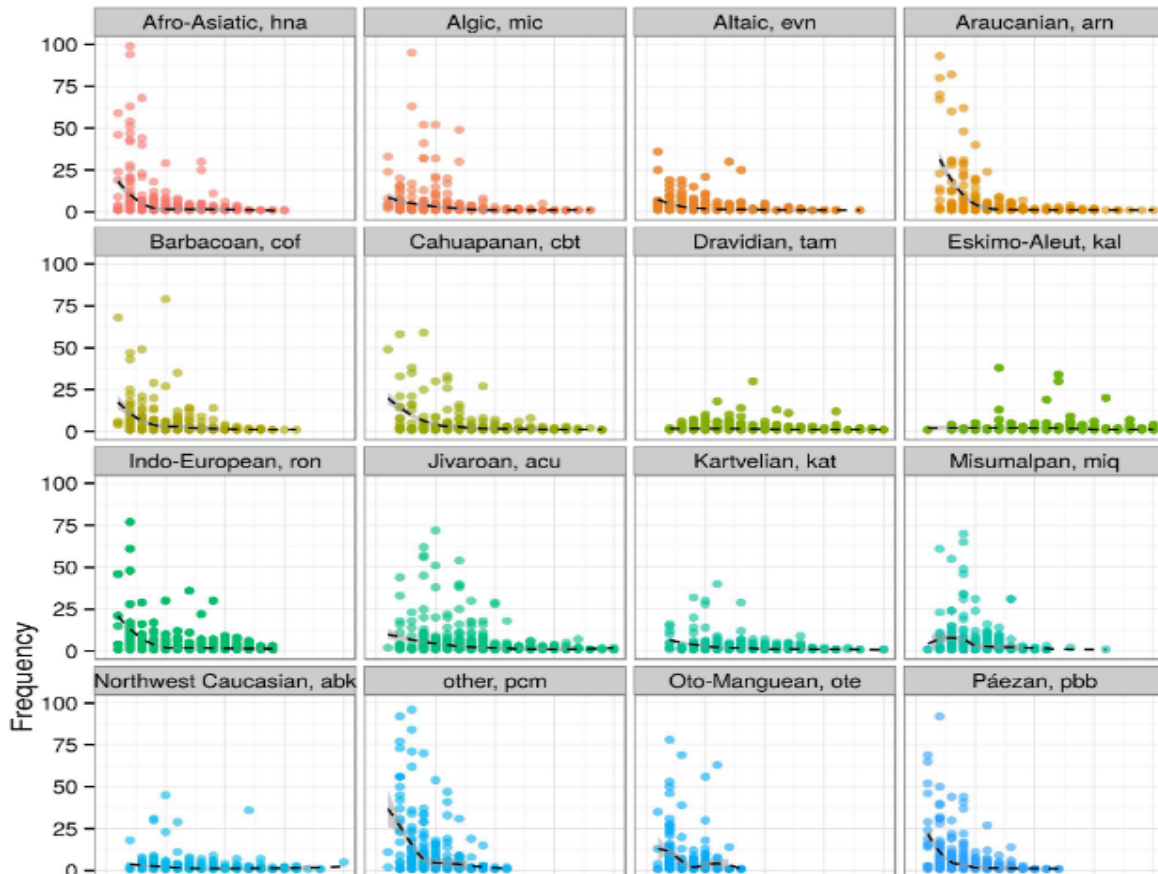 Afro-Asiatic, hna
Algic, mic
Altaic, evn
Araucanian, arn
100
75
50
25
0
Barbacoan, cof
Cahuapanan, cbt
Dravidian, tam
Eskimo-Aleut, kal
100
75
50
25
0
Indo-European, ron
Jivaroan, acu
Kartvelian, kat
Misumalpan, miq
100
75
50
25
0
Northwest Caucasian, abk
other, pcm
Oto-Manguean, ote
Páezan, pbb
100
75
50
25
0
Frequency